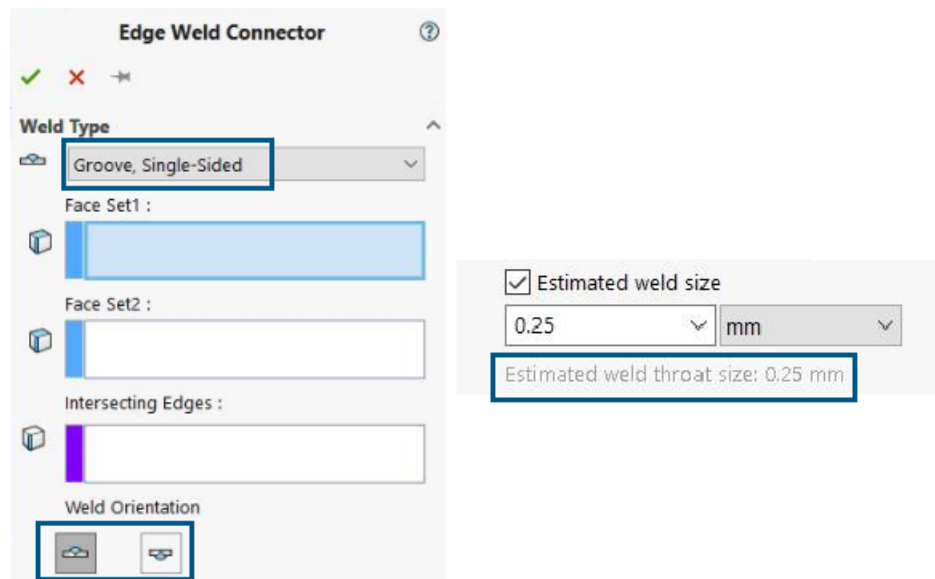 Edge Weld Connector
Weld Type
Groove, Single-Sided
Face Set1 :
Face Set2 :
Intersecting Edges :
Weld Orientation
Estimated weld size
0.25 mm
Estimated weld throat size: 0.25 mm